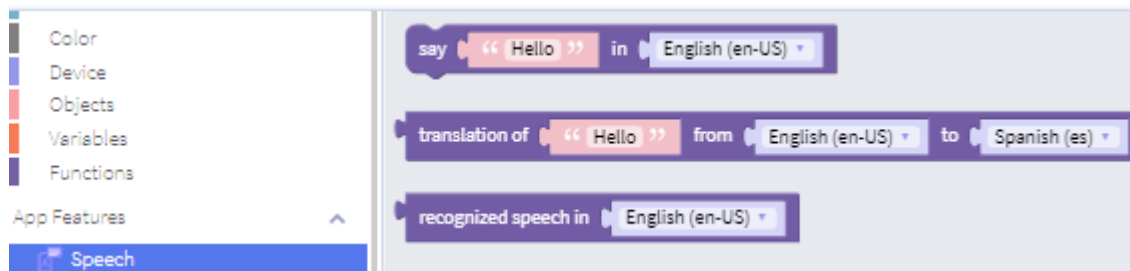 Color
Device
Objects
Variables
Functions
App Features
Speech
say “ Hello ” in English (en-US)
translation of “ Hello ” from English (en-US) to Spanish (es)
recognized speech in English (en-US)